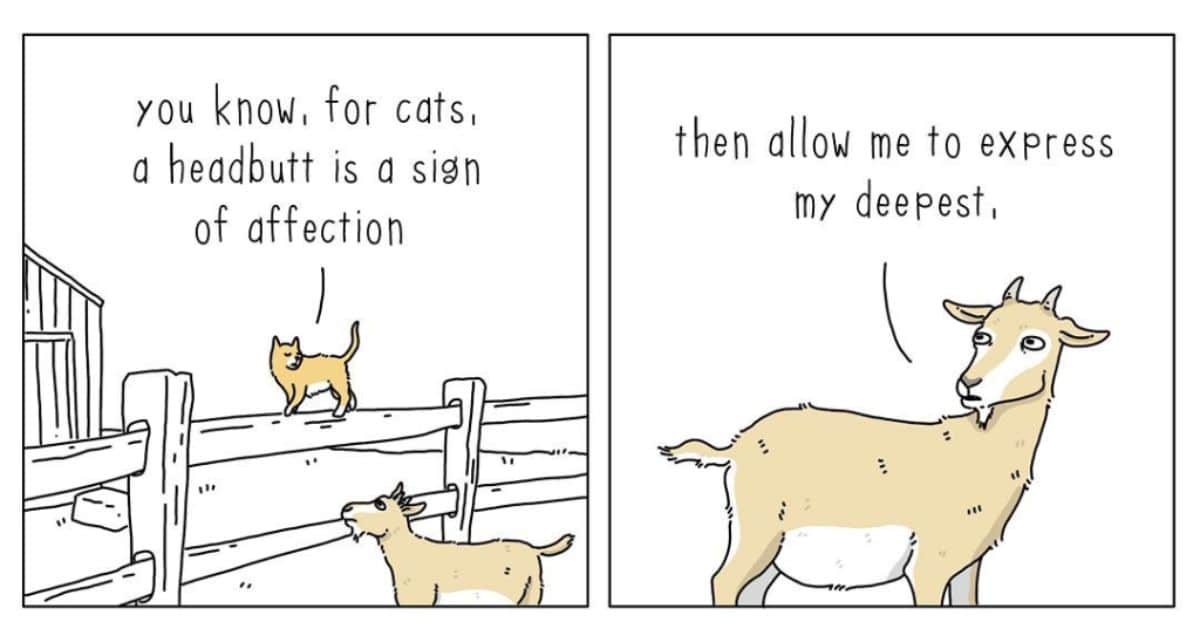 you know, for cats,
a headbutt is a sign
of affection
then allow me to express
my deepest,